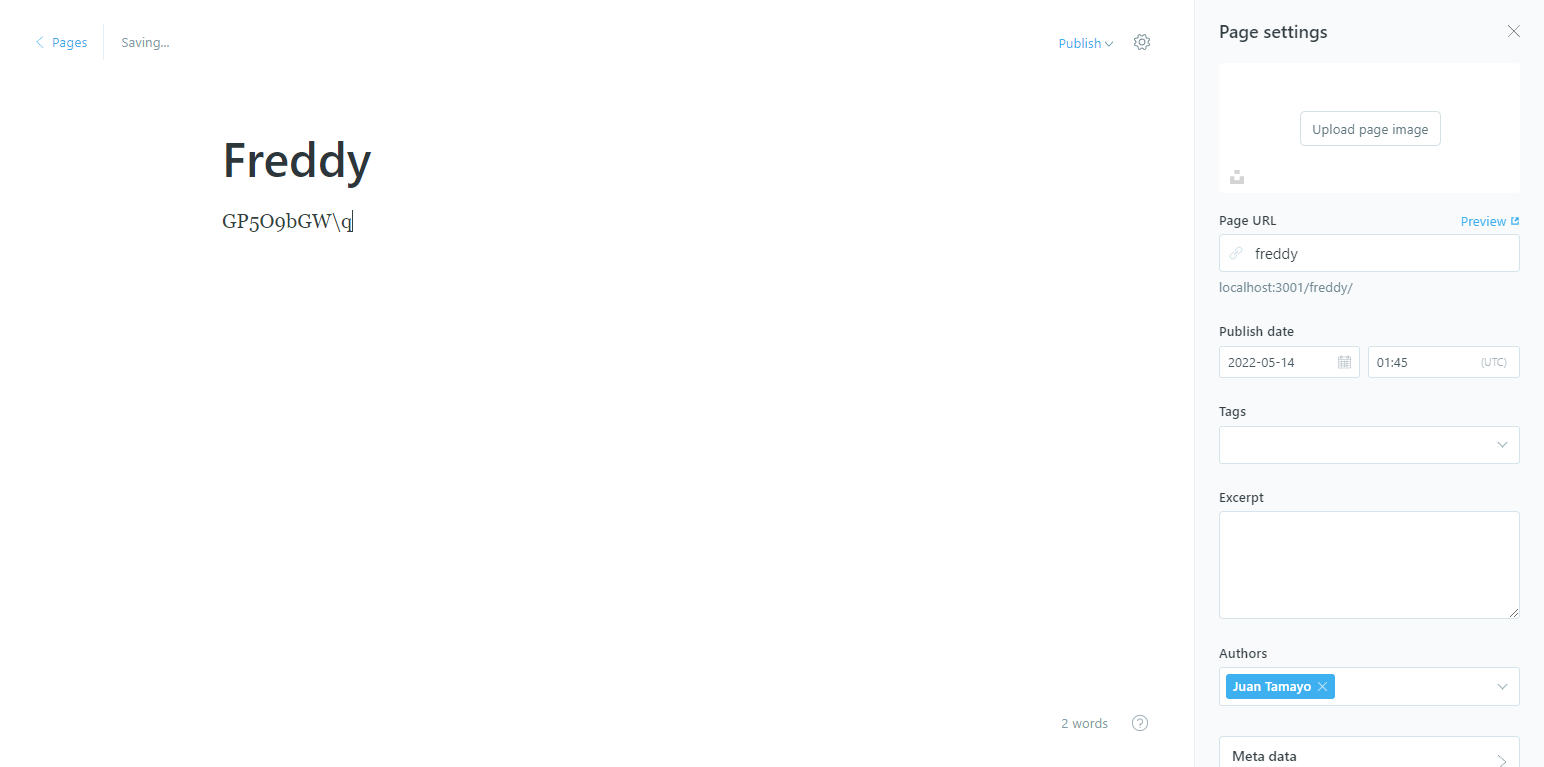 Pages
Saving...
Publish
Page settings
Upload page image
Freddy
GP5O9bGW\q
Page URL
Preview
freddy
localhost:3001/freddy/
Publish date
2022-05-14
01:45
(UTC)
Tags
Excerpt
Authors
Juan Tamayo
2 words
Meta data